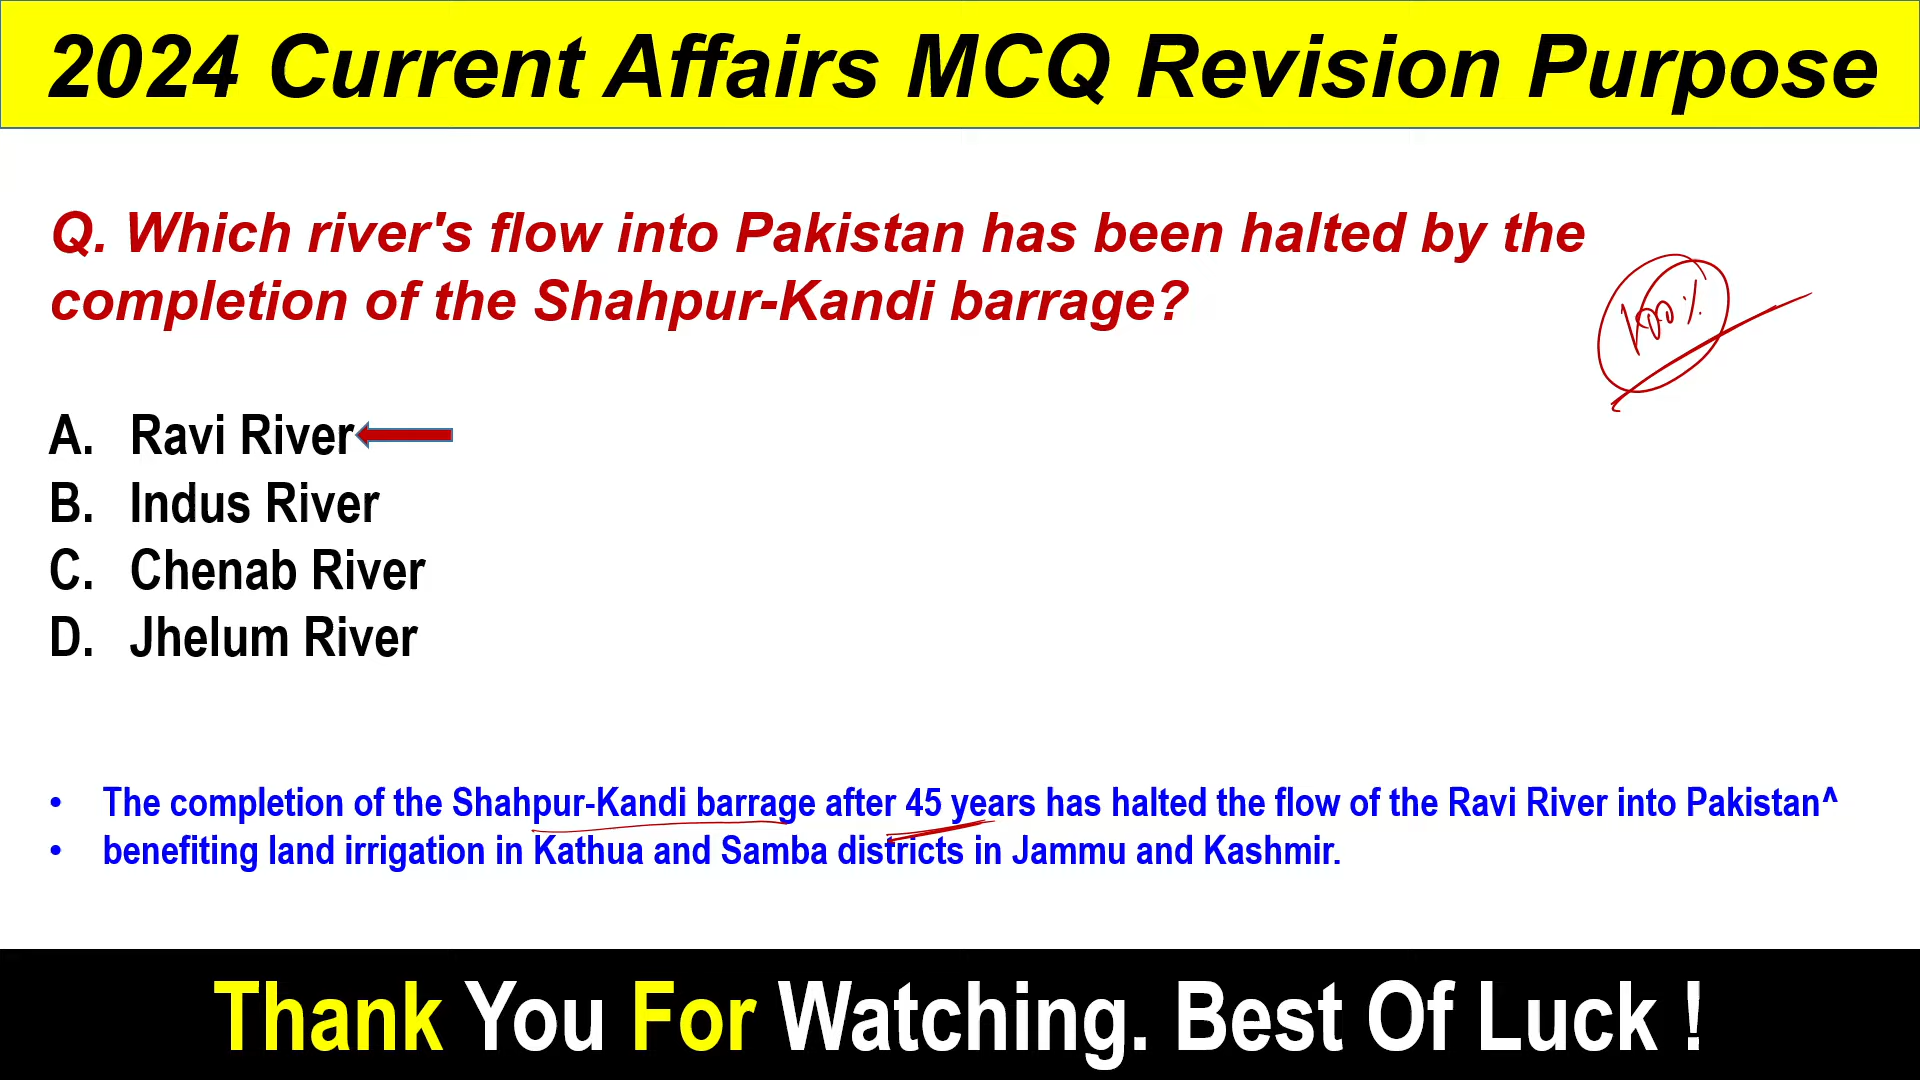 2024 Current Affairs MCQ Revision Purpose
Q. Which river's flow into Pakistan has been halted by the
completion of the Shahpur-Kandi barrage?
100%
A. Ravi River
B. Indus River
C. Chenab River
D. Jhelum River
• The completion of the Shahpur-Kandi barrage after 45 years has halted the flow of the Ravi River into Pakistan^
• benefiting land irrigation in Kathua and Samba districts in Jammu and Kashmir.
Thank You For Watching. Best Of Luck !